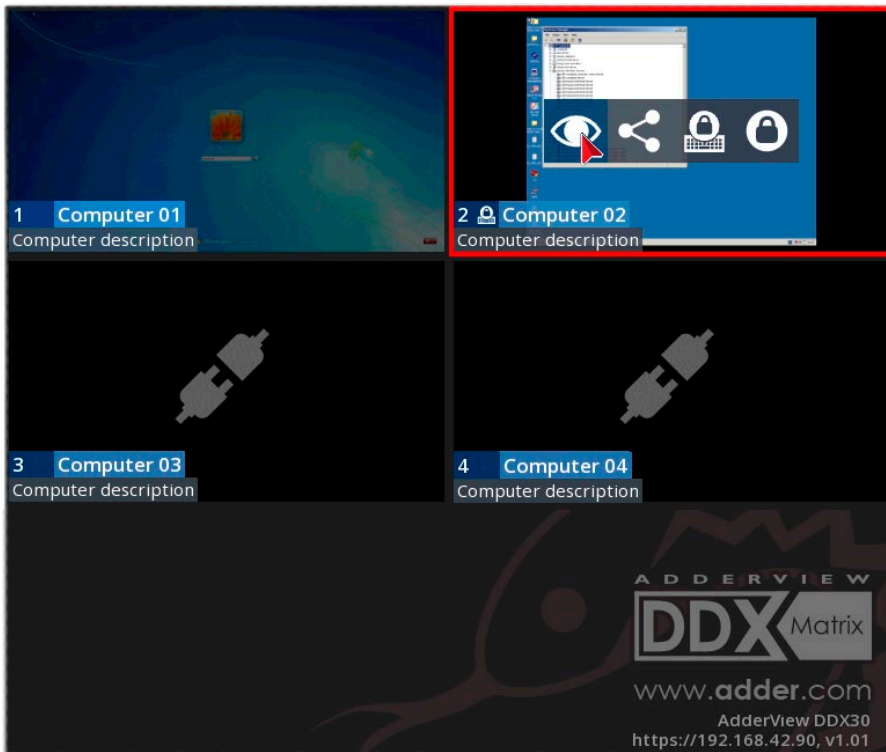 1 Computer 01
Computer description
2 Computer 02
Computer description
3 Computer 03
Computer description
4 Computer 04
Computer description
ADDERVIEW
DDX Matrix
www.adder.com
AdderView DDX30
https://192.168.42.90, v1.01